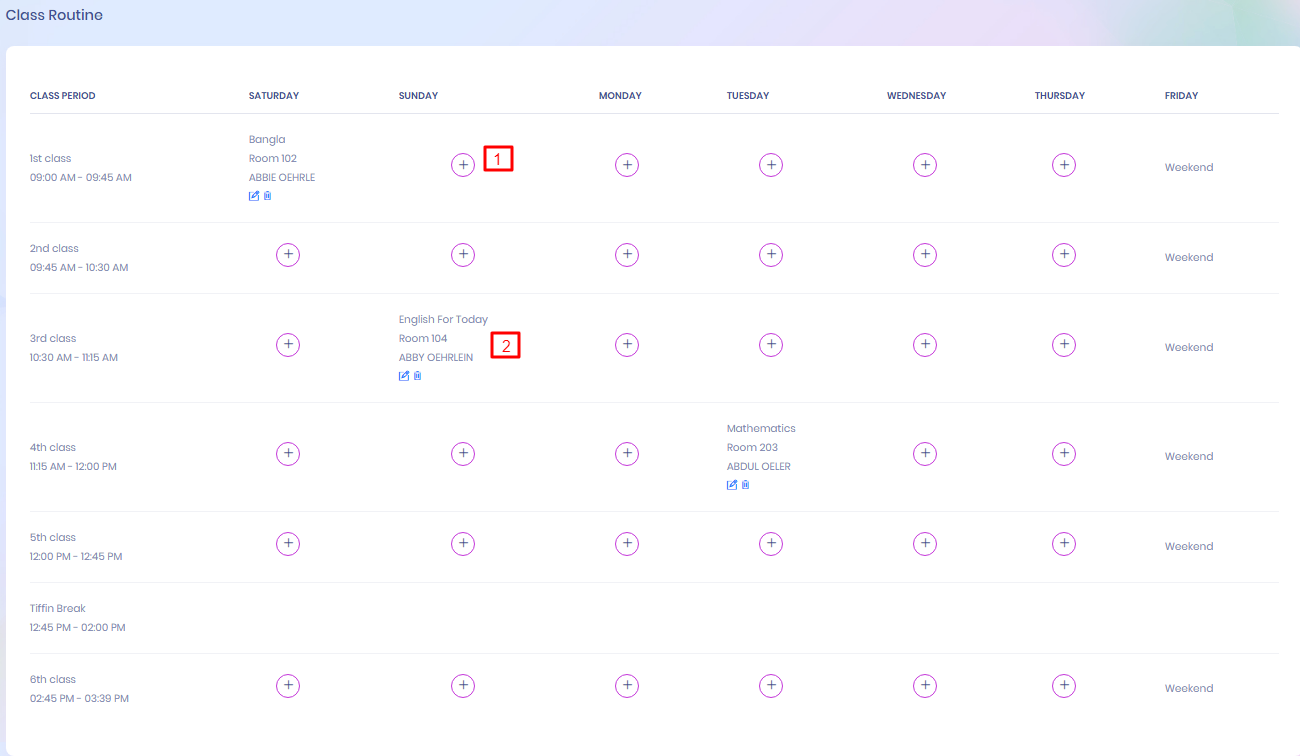 Class Routine
CLASS PERIOD SATURDAY SUNDAY MONDAY TUESDAY WEDNESDAY THURSDAY FRIDAY
1st class
09:00 AM - 09:45 AM
Bangla
Room 102
ABBIE OEHRLE
1
Weekend
2nd class
09:45 AM - 10:30 AM
Weekend
3rd class
10:30 AM - 11:15 AM
English For Today
Room 104
ABBY OEHRLEIN
2
Weekend
4th class
11:15 AM - 12:00 PM
Mathematics
Room 203
ABDUL OELER
Weekend
5th class
12:00 PM - 12:45 PM
Weekend
Tiffin Break
12:45 PM - 02:00 PM
6th class
02:45 PM - 03:39 PM
Weekend